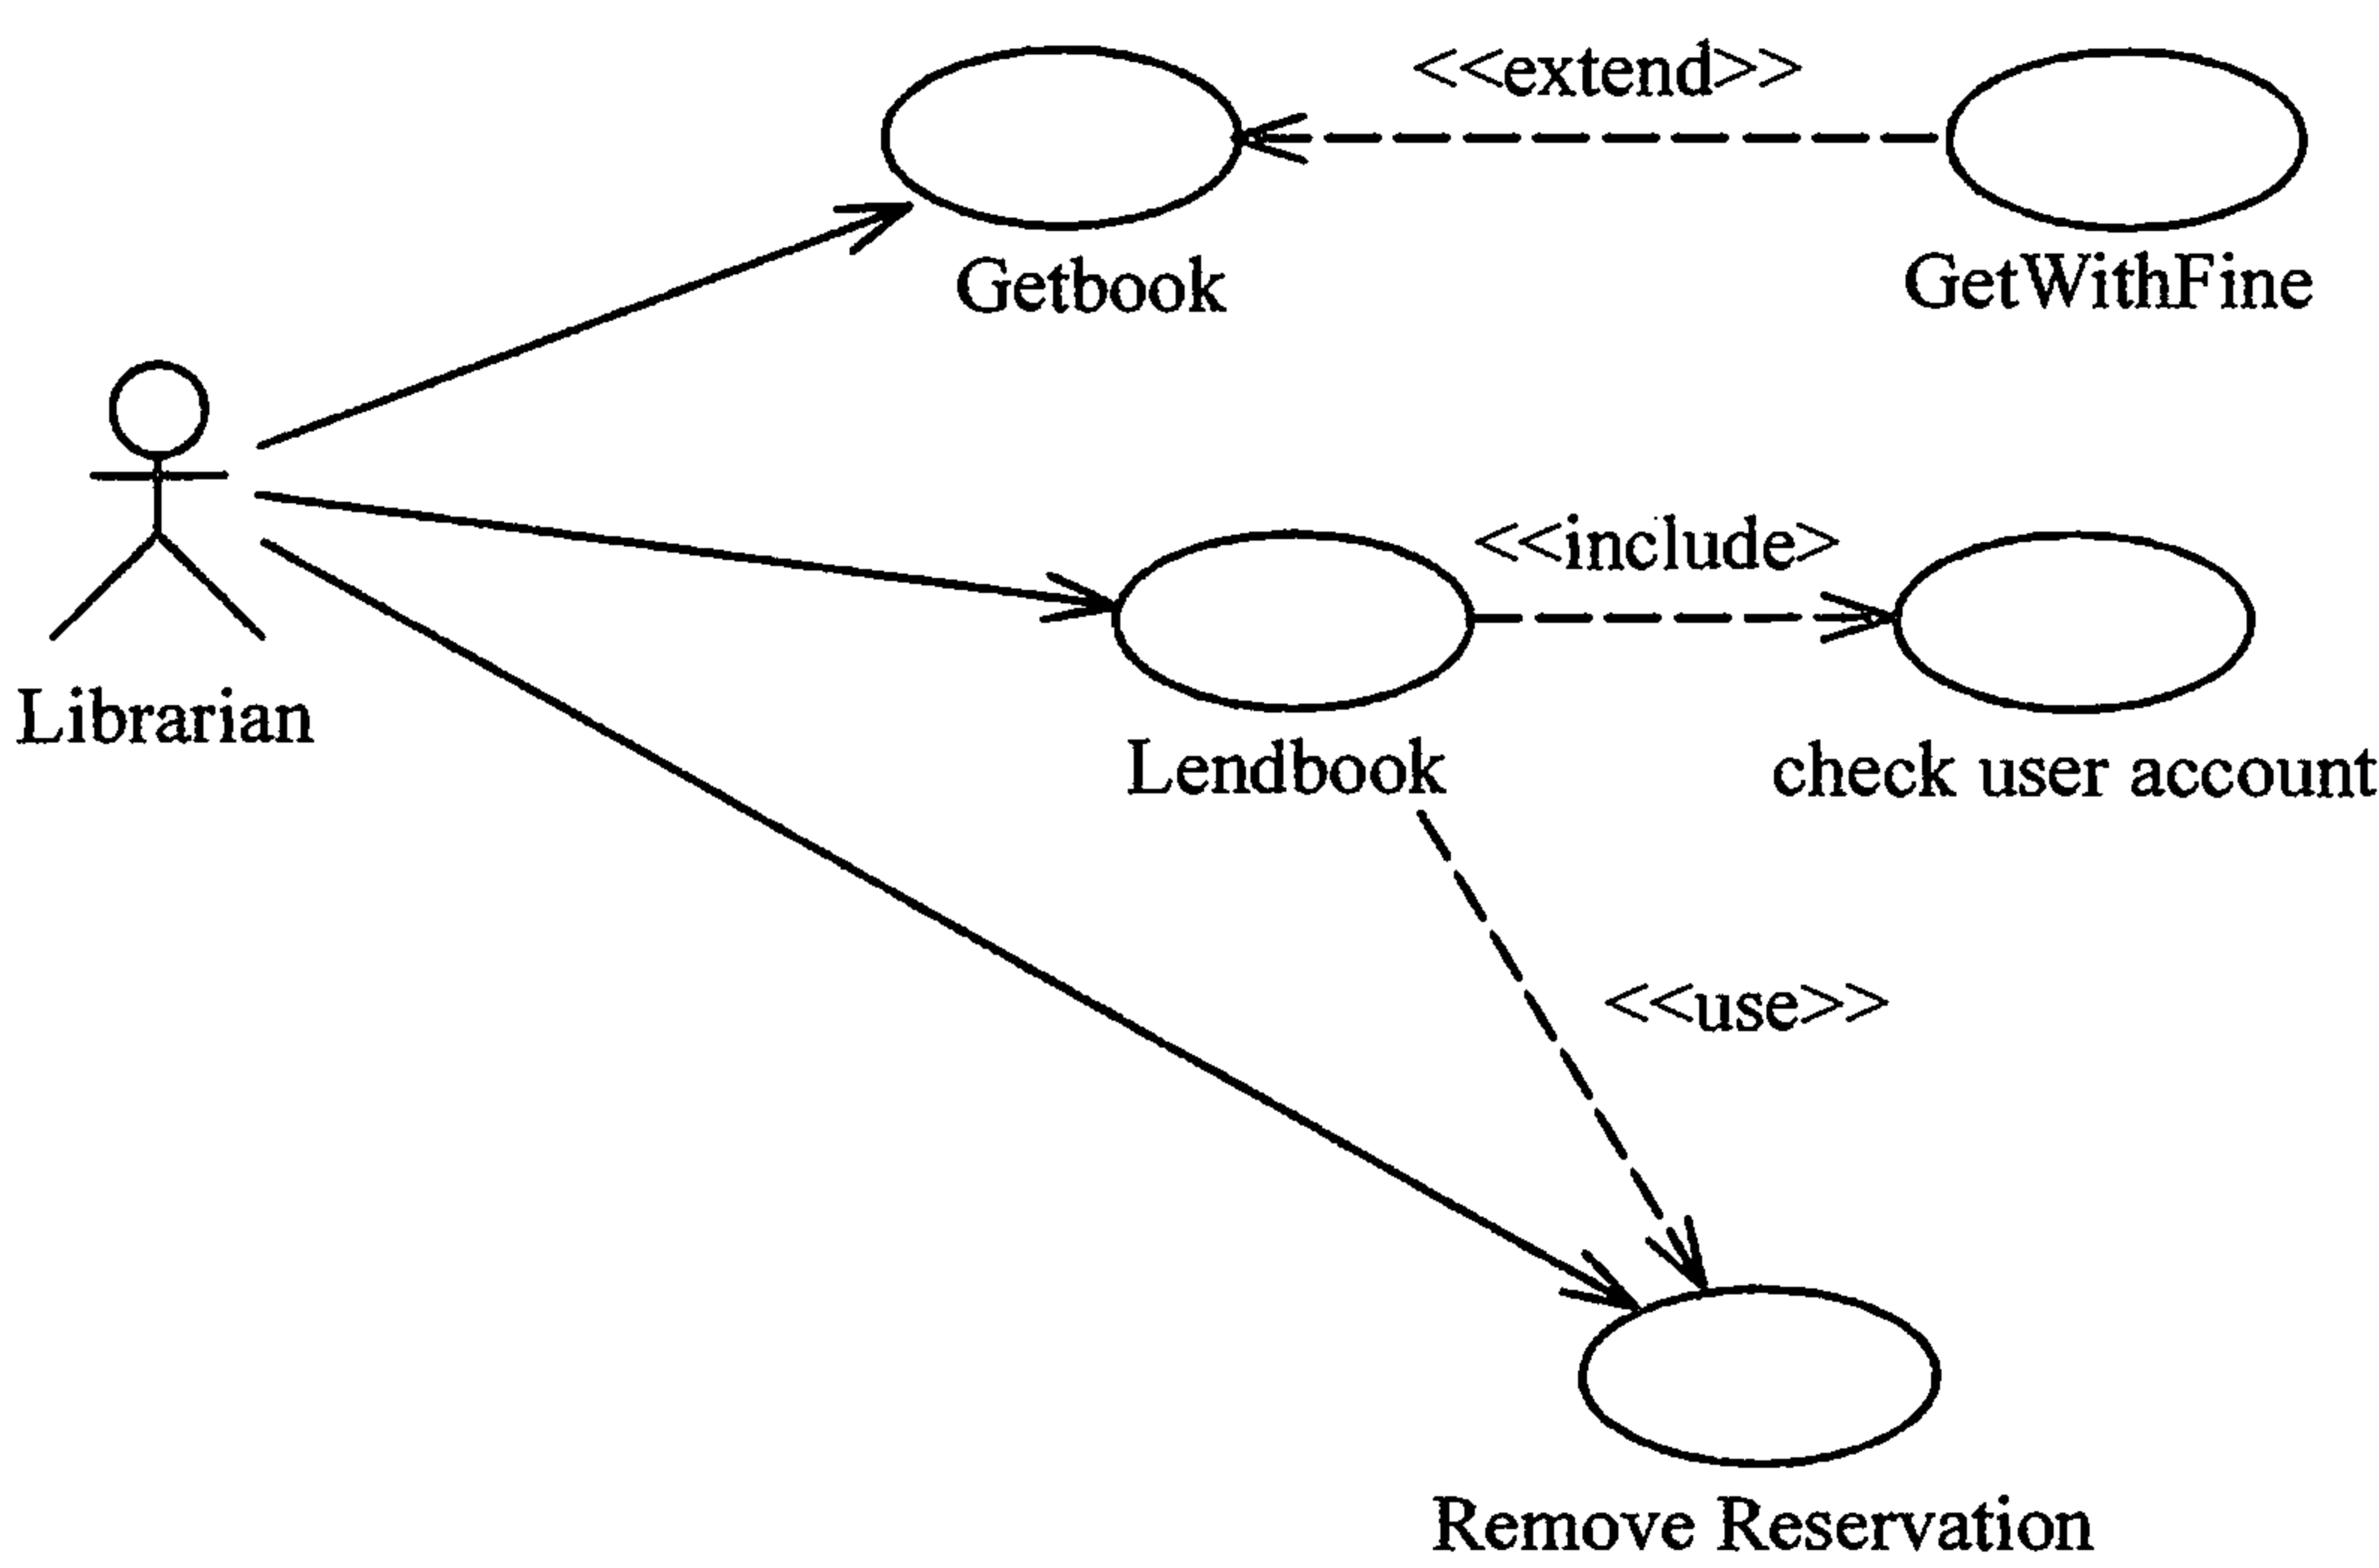 <<extend>>
Getbook
GetWithFine
<<include>
Librarian
Lendbook
check user account
<<use>>
Remove Reservation